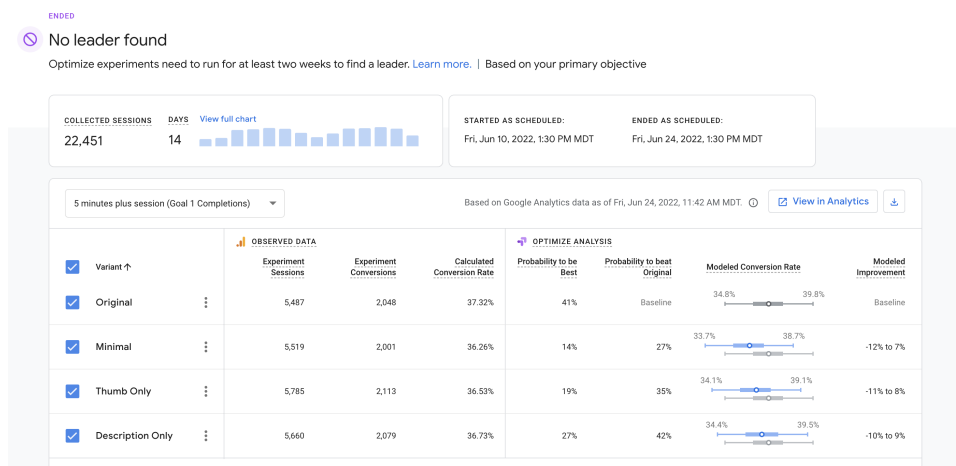 ENDED
No leader found
Optimize experiments need to run for at least two weeks to find a leader. Learn more. | Based on your primary objective
COLLECTED SESSIONS DAYS View full chart
22,451 14
STARTED AS SCHEDULED: ENDED AS SCHEDULED:
Fri, Jun 10, 2022, 1:30 PM MDT Fri, Jun 24, 2022, 1:30 PM MDT
5 minutes plus session (Goal 1 Completions) Based on Google Analytics data as of Fri, Jun 24, 2022, 11:42 AM MDT. View in Analytics
OBSERVED DATA OPTIMIZE ANALYSIS
Variant Experiment Sessions Experiment Conversions Calculated Conversion Rate Probability to be Best Probability to beat Original Modeled Conversion Rate Modeled Improvement
Original 5,487 2,048 37.32% 41% Baseline 34.8% 39.8% Baseline
Minimal 5,519 2,001 36.26% 14% 27% 33.7% 38.7% -12% to 7%
Thumb Only 5,785 2,113 36.53% 19% 35% 34.1% 39.1% -11% to 8%
Description Only 5,660 2,079 36.73% 27% 42% 34.4% 39.5% -10% to 9%